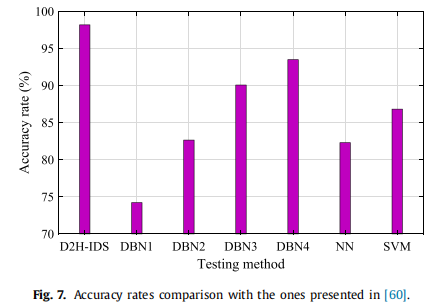 100
95
90
85
80
75
70
Accuracy rate (%)
D2H-IDS DBN1 DBN2 DBN3 DBN4 NN SVM
Testing method
Fig. 7. Accuracy rates comparison with the ones presented in [60].